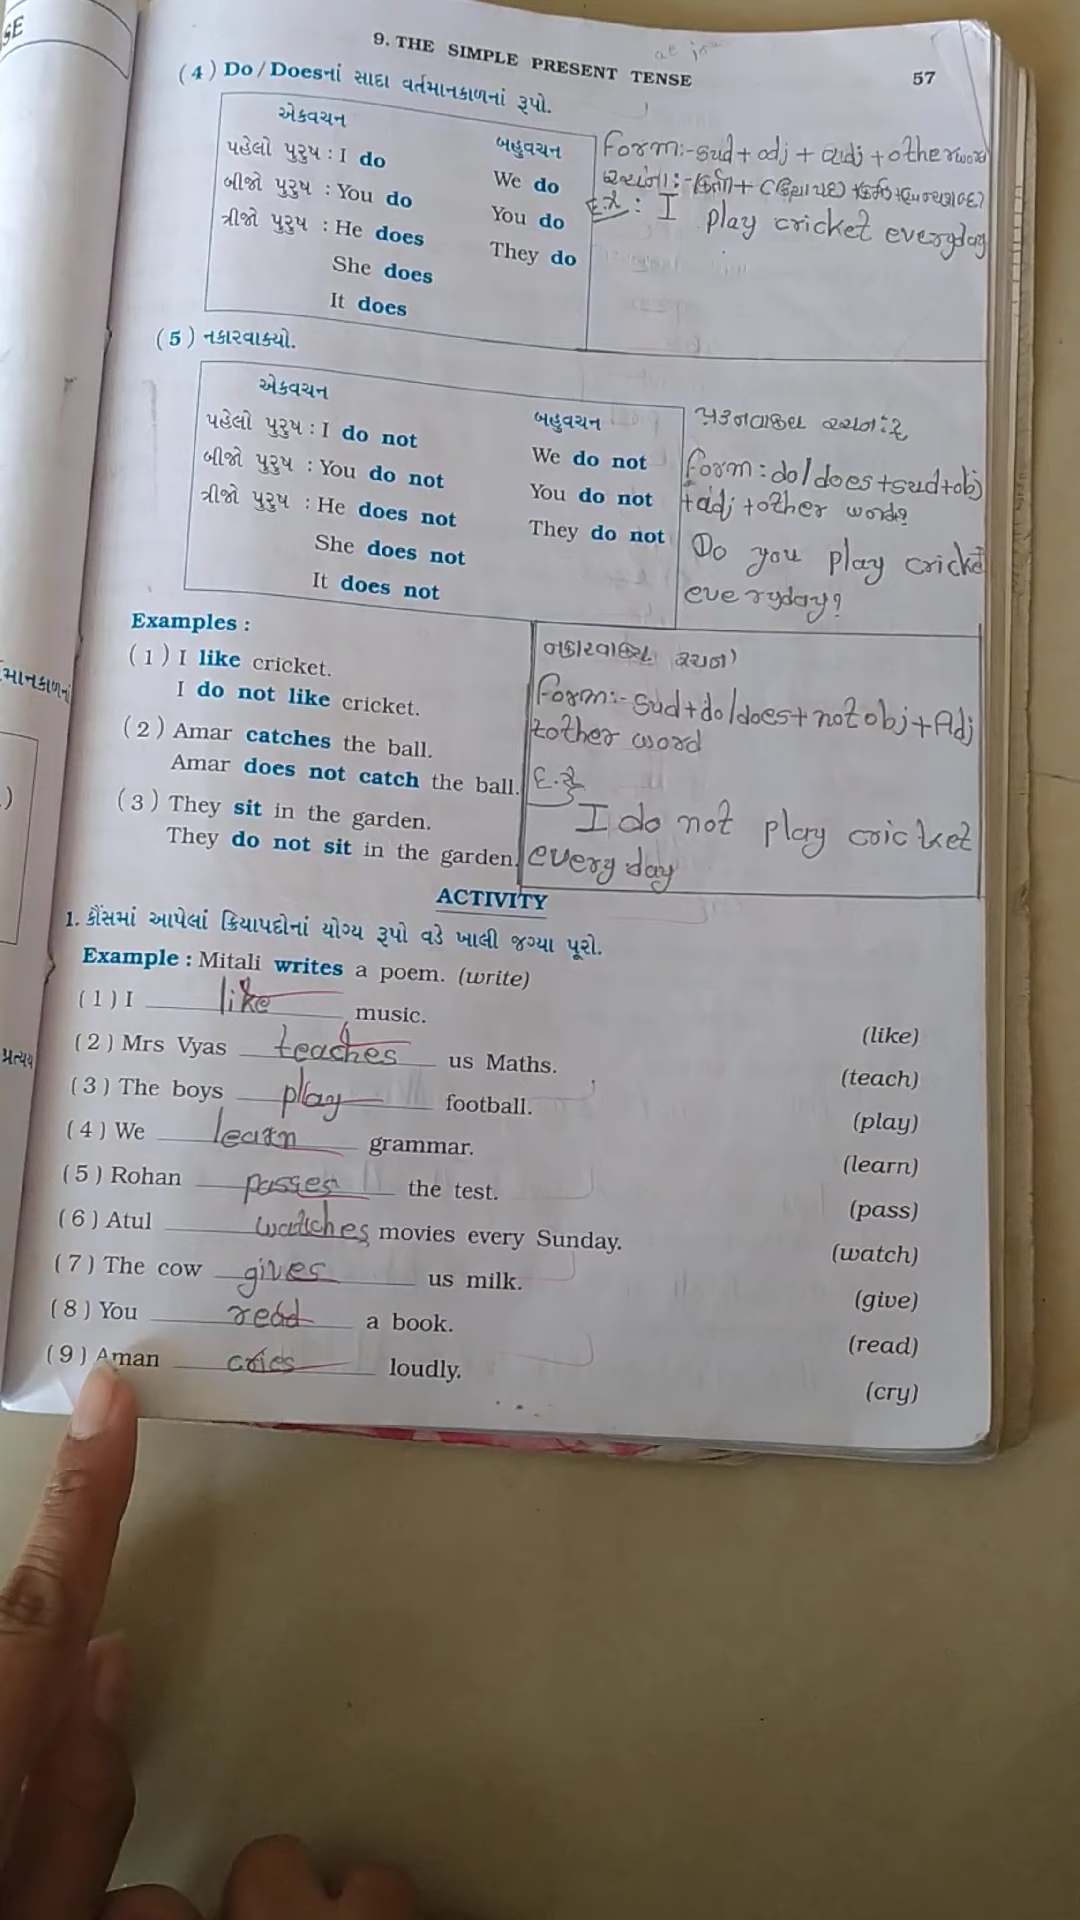 SE
9. THE SIMPLE PRESENT TENSE
57
(4) Do / Doesનાં સાદા વર્તમાનકાળનાં રૂપો.
એકવચન
બહુવચન
પહેલો પુરુષ : I do
We do
બીજો પુરુષ : You do
You do
ત્રીજો પુરુષ : He does
They do
She does
It does
Form:- sud + adj + + other word
I play cricket everyday
(5) નકારવાક્યો.
એકવચન
બહુવચન
પહેલો પુરુષ : I do not
We do not
બીજો પુરુષ : You do not
You do not
ત્રીજો પુરુષ : He does not
They do not
She does not
It does not
form : do/does+sud+obj
+adj +other word?
Do you play cricket
everyday?
Examples :
(1) I like cricket.
I do not like cricket.
(2) Amar catches the ball.
Amar does not catch the ball.
(3) They sit in the garden.
They do not sit in the garden.
નકારવાક્ય
Form:- sud+do/does+not obj+Adj
+other word
I do not play cricket
every day
ACTIVITY
1. કૌંસમાં આપેલાં ક્રિયાપદોનાં યોગ્ય રૂપો વડે ખાલી જગ્યા પૂરો.
Example : Mitali writes a poem. (write)
(1) I like music. (like)
(2) Mrs Vyas teaches us Maths. (teach)
(3) The boys play football. (play)
(4) We learn grammar. (learn)
(5) Rohan passes the test. (pass)
(6) Atul watches movies every Sunday. (watch)
(7) The cow gives us milk. (give)
(8) You read a book. (read)
(9) Aman cries loudly. (cry)